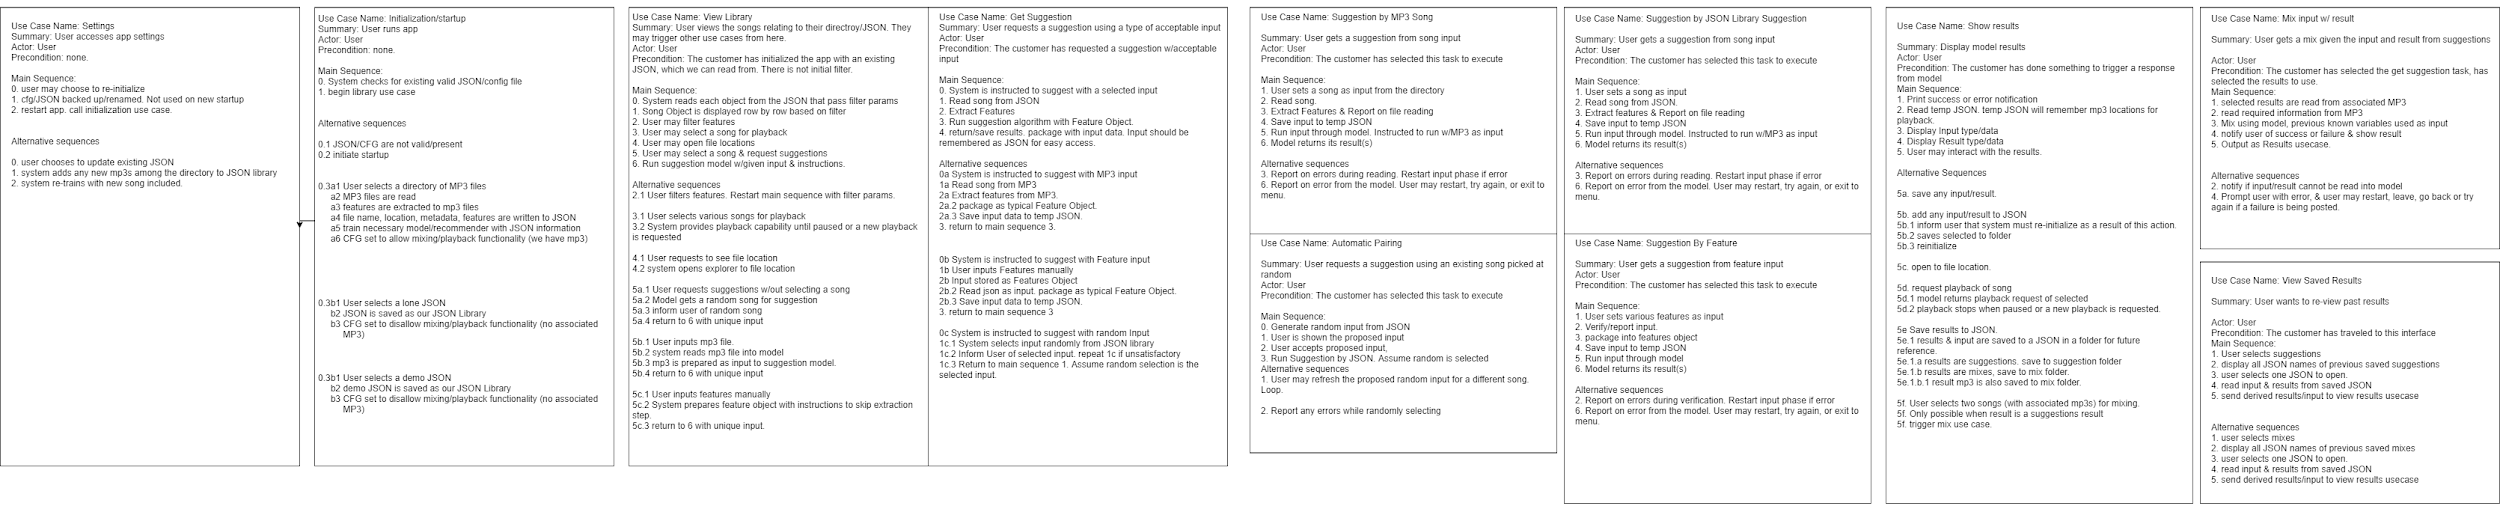 Use Case Name: Settings
Summary: User accesses app settings
Actor: User
Precondition: none.
Main Sequence:
0. user may choose to re-initialize
1. cfg/JSON backed up/renamed. Not used on new startup
2. restart app. call initialization use case.
Alternative sequences
0. user chooses to update existing JSON
1. system adds any new mp3s among the directory to JSON library
2. system re-trains with new song included.
Use Case Name: Initialization/startup
Summary: User runs app
Actor: User
Precondition: none.
Main Sequence:
0. System checks for existing valid JSON/config file
1. begin library use case
Alternative sequences
0.1 JSON/CFG are not valid/present
0.2 initiate startup
0.3a1 User selects a directory of MP3 files
a2 MP3 files are read
a3 features are extracted to mp3 files
a4 file name, location, metadata, features are written to JSON
a5 train necessary model/recommender with JSON information
a6 CFG set to allow mixing/playback functionality (we have mp3)
0.3b1 User selects a lone JSON
b2 JSON is saved as our JSON Library
b3 CFG set to disallow mixing/playback functionality (no associated
MP3)
0.3b1 User selects a demo JSON
b2 demo JSON is saved as our JSON Library
b3 CFG set to disallow mixing/playback functionality (no associated
MP3)
Use Case Name: View Library
Summary: User views the songs relating to their directroy/JSON. They
may trigger other use cases from here.
Actor: User
Precondition: The customer has initialized the app with an existing
JSON, which we can read from. There is not initial filter.
Main Sequence:
0. System reads each object from the JSON that pass filter params
1. Song Object is displayed row by row based on filter
2. User may filter features
3. User may select a song for playback
4. User may open file locations
5. User may select a song & request suggestions
6. Run suggestion model w/given input & instructions.
Alternative sequences
2.1 User filters features. Restart main sequence with filter params.
3.1 User selects various songs for playback
3.2 System provides playback capability until paused or a new playback
is requested
4.1 User requests to see file location
4.2 system opens explorer to file location
5a.1 User requests suggestions w/out selecting a song
5a.2 Model gets a random song for suggestion
5a.3 inform user of random song
5a.4 return to 6 with unique input
5b.1 User inputs mp3 file.
5b.2 system reads mp3 file into model
5b.3 mp3 is prepared as input to suggestion model.
5b.4 return to 6 with unique input
5c.1 User inputs features manually
5c.2 System prepares feature object with instructions to skip extraction
step.
5c.3 return to 6 with unique input.
Use Case Name: Get Suggestion
Summary: User requests a suggestion using a type of acceptable input
Actor: User
Precondition: The customer has requested a suggestion w/acceptable
input
Main Sequence:
0. System is instructed to suggest with a selected input
1. Read song from JSON
2. Extract Features
3. Run suggestion algorithm with Feature Object.
4. return/save results. package with input data. Input should be
remembered as JSON for easy access.
Alternative sequences
0a System is instructed to suggest with MP3 input
1a Read song from MP3
2a Extract features from MP3.
2a.2 package as typical Feature Object.
2a.3 Save input data to temp JSON.
3. return to main sequence 3.
0b System is instructed to suggest with Feature input
1b User inputs Features manually
2b Input stored as Features Object
2b.2 Read json as input. package as typical Feature Object.
2b.3 Save input data to temp JSON.
3. return to main sequence 3
0c System is instructed to suggest with random Input
1c.1 System selects input randomly from JSON library
1c.2 Inform User of selected input. repeat 1c if unsatisfactory
1c.3 Return to main sequence 1. Assume random selection is the
selected input.
Use Case Name: Suggestion by MP3 Song
Summary: User gets a suggestion from song input
Actor: User
Precondition: The customer has selected this task to execute
Main Sequence:
1. User sets a song as input from the directory
2. Read song.
3. Extract Features & Report on file reading
4. Save input to temp JSON
5. Run input through model. Instructed to run w/MP3 as input
6. Model returns its result(s)
Alternative sequences
3. Report on errors during reading. Restart input phase if error
6. Report on error from the model. User may restart, try again, or exit to
menu.
Use Case Name: Automatic Pairing
Summary: User requests a suggestion using an existing song picked at
random
Actor: User
Precondition: The customer has selected this task to execute
Main Sequence:
0. Generate random input from JSON
1. User is shown the proposed input
2. User accepts proposed input,
3. Run Suggestion by JSON. Assume random is selected
Alternative sequences
1. User may refresh the proposed random input for a different song.
Loop.
2. Report any errors while randomly selecting
Use Case Name: Suggestion by JSON Library Suggestion
Summary: User gets a suggestion from song input
Actor: User
Precondition: The customer has selected this task to execute
Main Sequence:
1. User sets a song as input
2. Read song from JSON.
3. Extract features & Report on file reading
4. Save input to temp JSON
5. Run input through model. Instructed to run w/MP3 as input
6. Model returns its result(s)
Alternative sequences
3. Report on errors during reading. Restart input phase if error
6. Report on error from the model. User may restart, try again, or exit to
menu.
Use Case Name: Suggestion By Feature
Summary: User gets a suggestion from feature input
Actor: User
Precondition: The customer has selected this task to execute
Main Sequence:
1. User sets various features as input
2. Verify/report input.
3. package into features object
4. Save input to temp JSON
5. Run input through model
6. Model returns its result(s)
Alternative sequences
2. Report on errors during verification. Restart input phase if error
6. Report on error from the model. User may restart, try again, or exit to
menu.
Use Case Name: Show results
Summary: Display model results
Actor: User
Precondition: The customer has done something to trigger a response
from model
Main Sequence:
1. Print success or error notification
2. Read temp JSON. temp JSON will remember mp3 locations for
playback.
3. Display Input type/data
4. Display Result type/data
5. User may interact with the results.
Alternative Sequences
5a. save any input/result.
5b. add any input/result to JSON
5b.1 inform user that system must re-initialize as a result of this action.
5b.2 saves selected to folder
5b.3 reinitialize
5c. open to file location.
5d. request playback of song
5d.1 model returns playback request of selected
5d.2 playback stops when paused or a new playback is requested.
5e Save results to JSON.
5e.1 results & input are saved to a JSON in a folder for future
reference.
5e.1.a results are suggestions. save to suggestion folder
5e.1.b results are mixes, save to mix folder.
5e.1.b.1 result mp3 is also saved to mix folder.
5f. User selects two songs (with associated mp3s) for mixing.
5f. Only possible when result is a suggestions result
5f. trigger mix use case.
Use Case Name: Mix input w/ result
Summary: User gets a mix given the input and result from suggestions
Actor: User
Precondition: The customer has selected the get suggestion task, has
selected the results to use.
Main Sequence:
1. selected results are read from associated MP3
2. read required information from MP3
3. Mix using model, previous known variables used as input
4. notify user of success or failure & show result
5. Output as Results usecase.
Alternative sequences
2. notify if input/result cannot be read into model
4. Prompt user with error, & user may restart, leave, go back or try
again if a failure is being posted.
Use Case Name: View Saved Results
Summary: User wants to re-view past results
Actor: User
Precondition: The customer has traveled to this interface
Main Sequence:
1. User selects suggestions
2. display all JSON names of previous saved suggestions
3. user selects one JSON to open.
4. read input & results from saved JSON
5. send derived results/input to view results usecase
Alternative sequences
1. user selects mixes
2. display all JSON names of previous saved mixes
3. user selects one JSON to open.
4. read input & results from saved JSON
5. send derived results/input to view results usecase